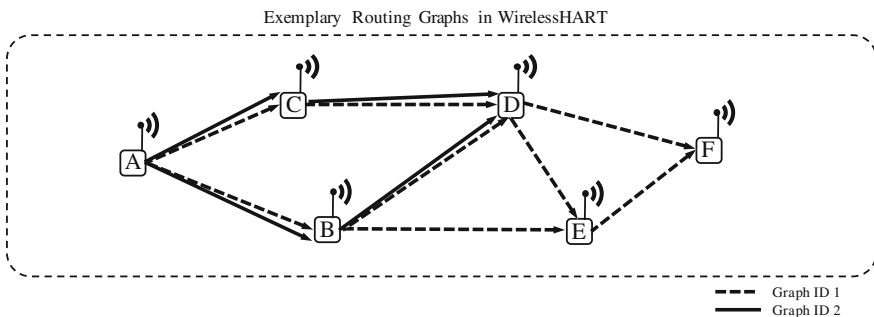 Exemplary Routing Graphs in WirelessHART
C
D
A
F
B
E
Graph ID 1
Graph ID 2